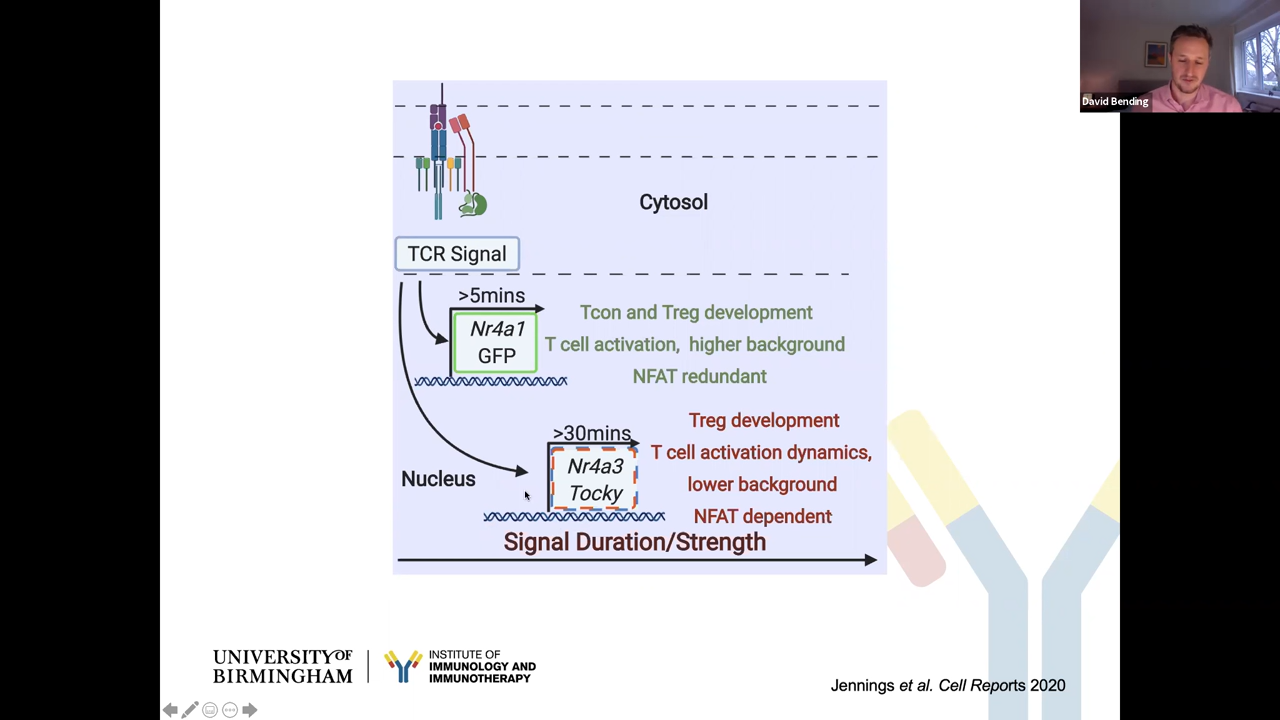 David Bending
Cytosol
TCR Signal
>5mins
Nr4a1
GFP
Tcon and Treg development
T cell activation, higher background
NFAT redundant
>30mins
Nr4a3
Tocky
Treg development
T cell activation dynamics,
lower background
NFAT dependent
Nucleus
Signal Duration/Strength
UNIVERSITYOF
BIRMINGHAM
INSTITUTE OF
IMMUNOLOGY AND
IMMUNOTHERAPY
Jennings et al. Cell Reports 2020